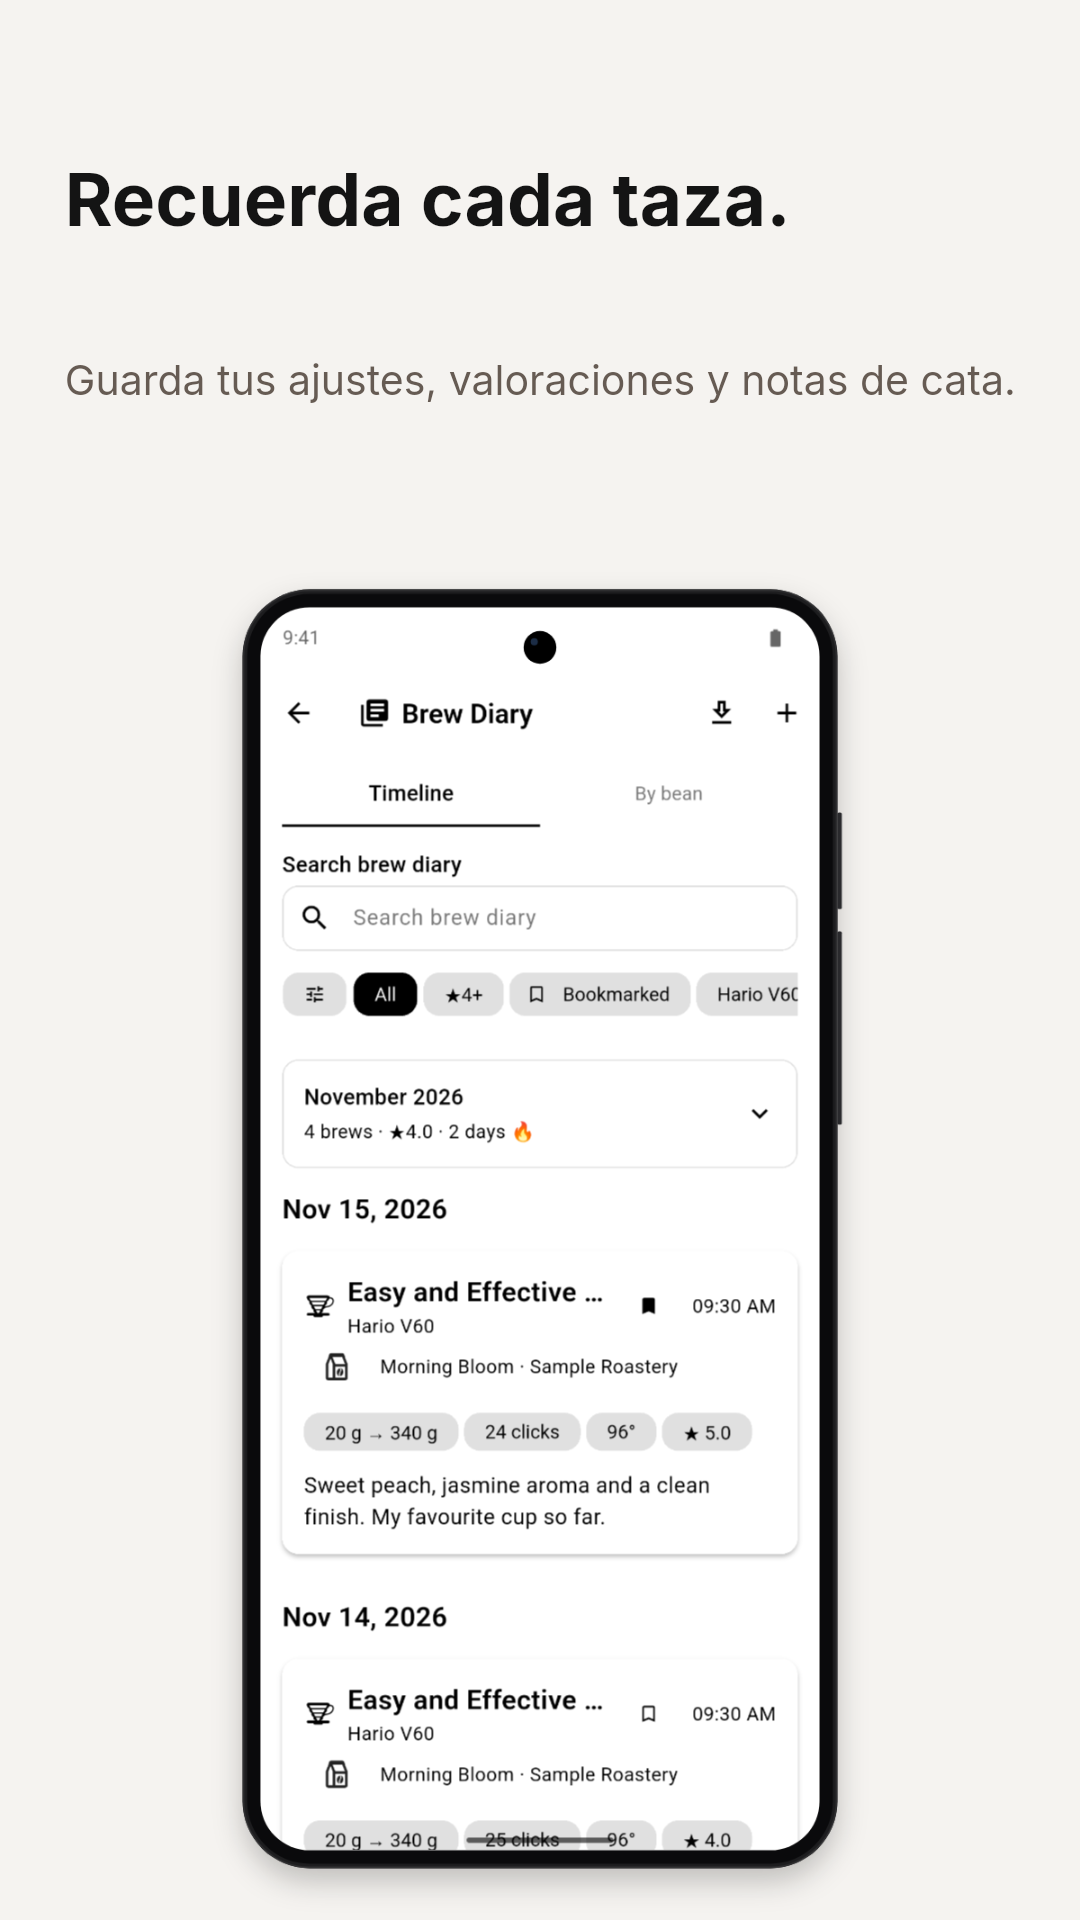 Recuerda cada taza.
Guarda tus ajustes, valoraciones y notas de cata.
9:41
Brew Diary
Timeline
By bean
Search brew diary
Search brew diary
All
★4+
Bookmarked
Hario V60
November 2026
4 brews · ★4.0 · 2 days 🔥
Nov 15, 2026
Easy and Effective ...
09:30 AM
Hario V60
Morning Bloom · Sample Roastery
20 g → 340 g
24 clicks
96°
★ 5.0
Sweet peach, jasmine aroma and a clean
finish. My favourite cup so far.
Nov 14, 2026
Easy and Effective ...
09:30 AM
Hario V60
Morning Bloom · Sample Roastery
20 g → 340 g
25 clicks
96°
★ 4.0